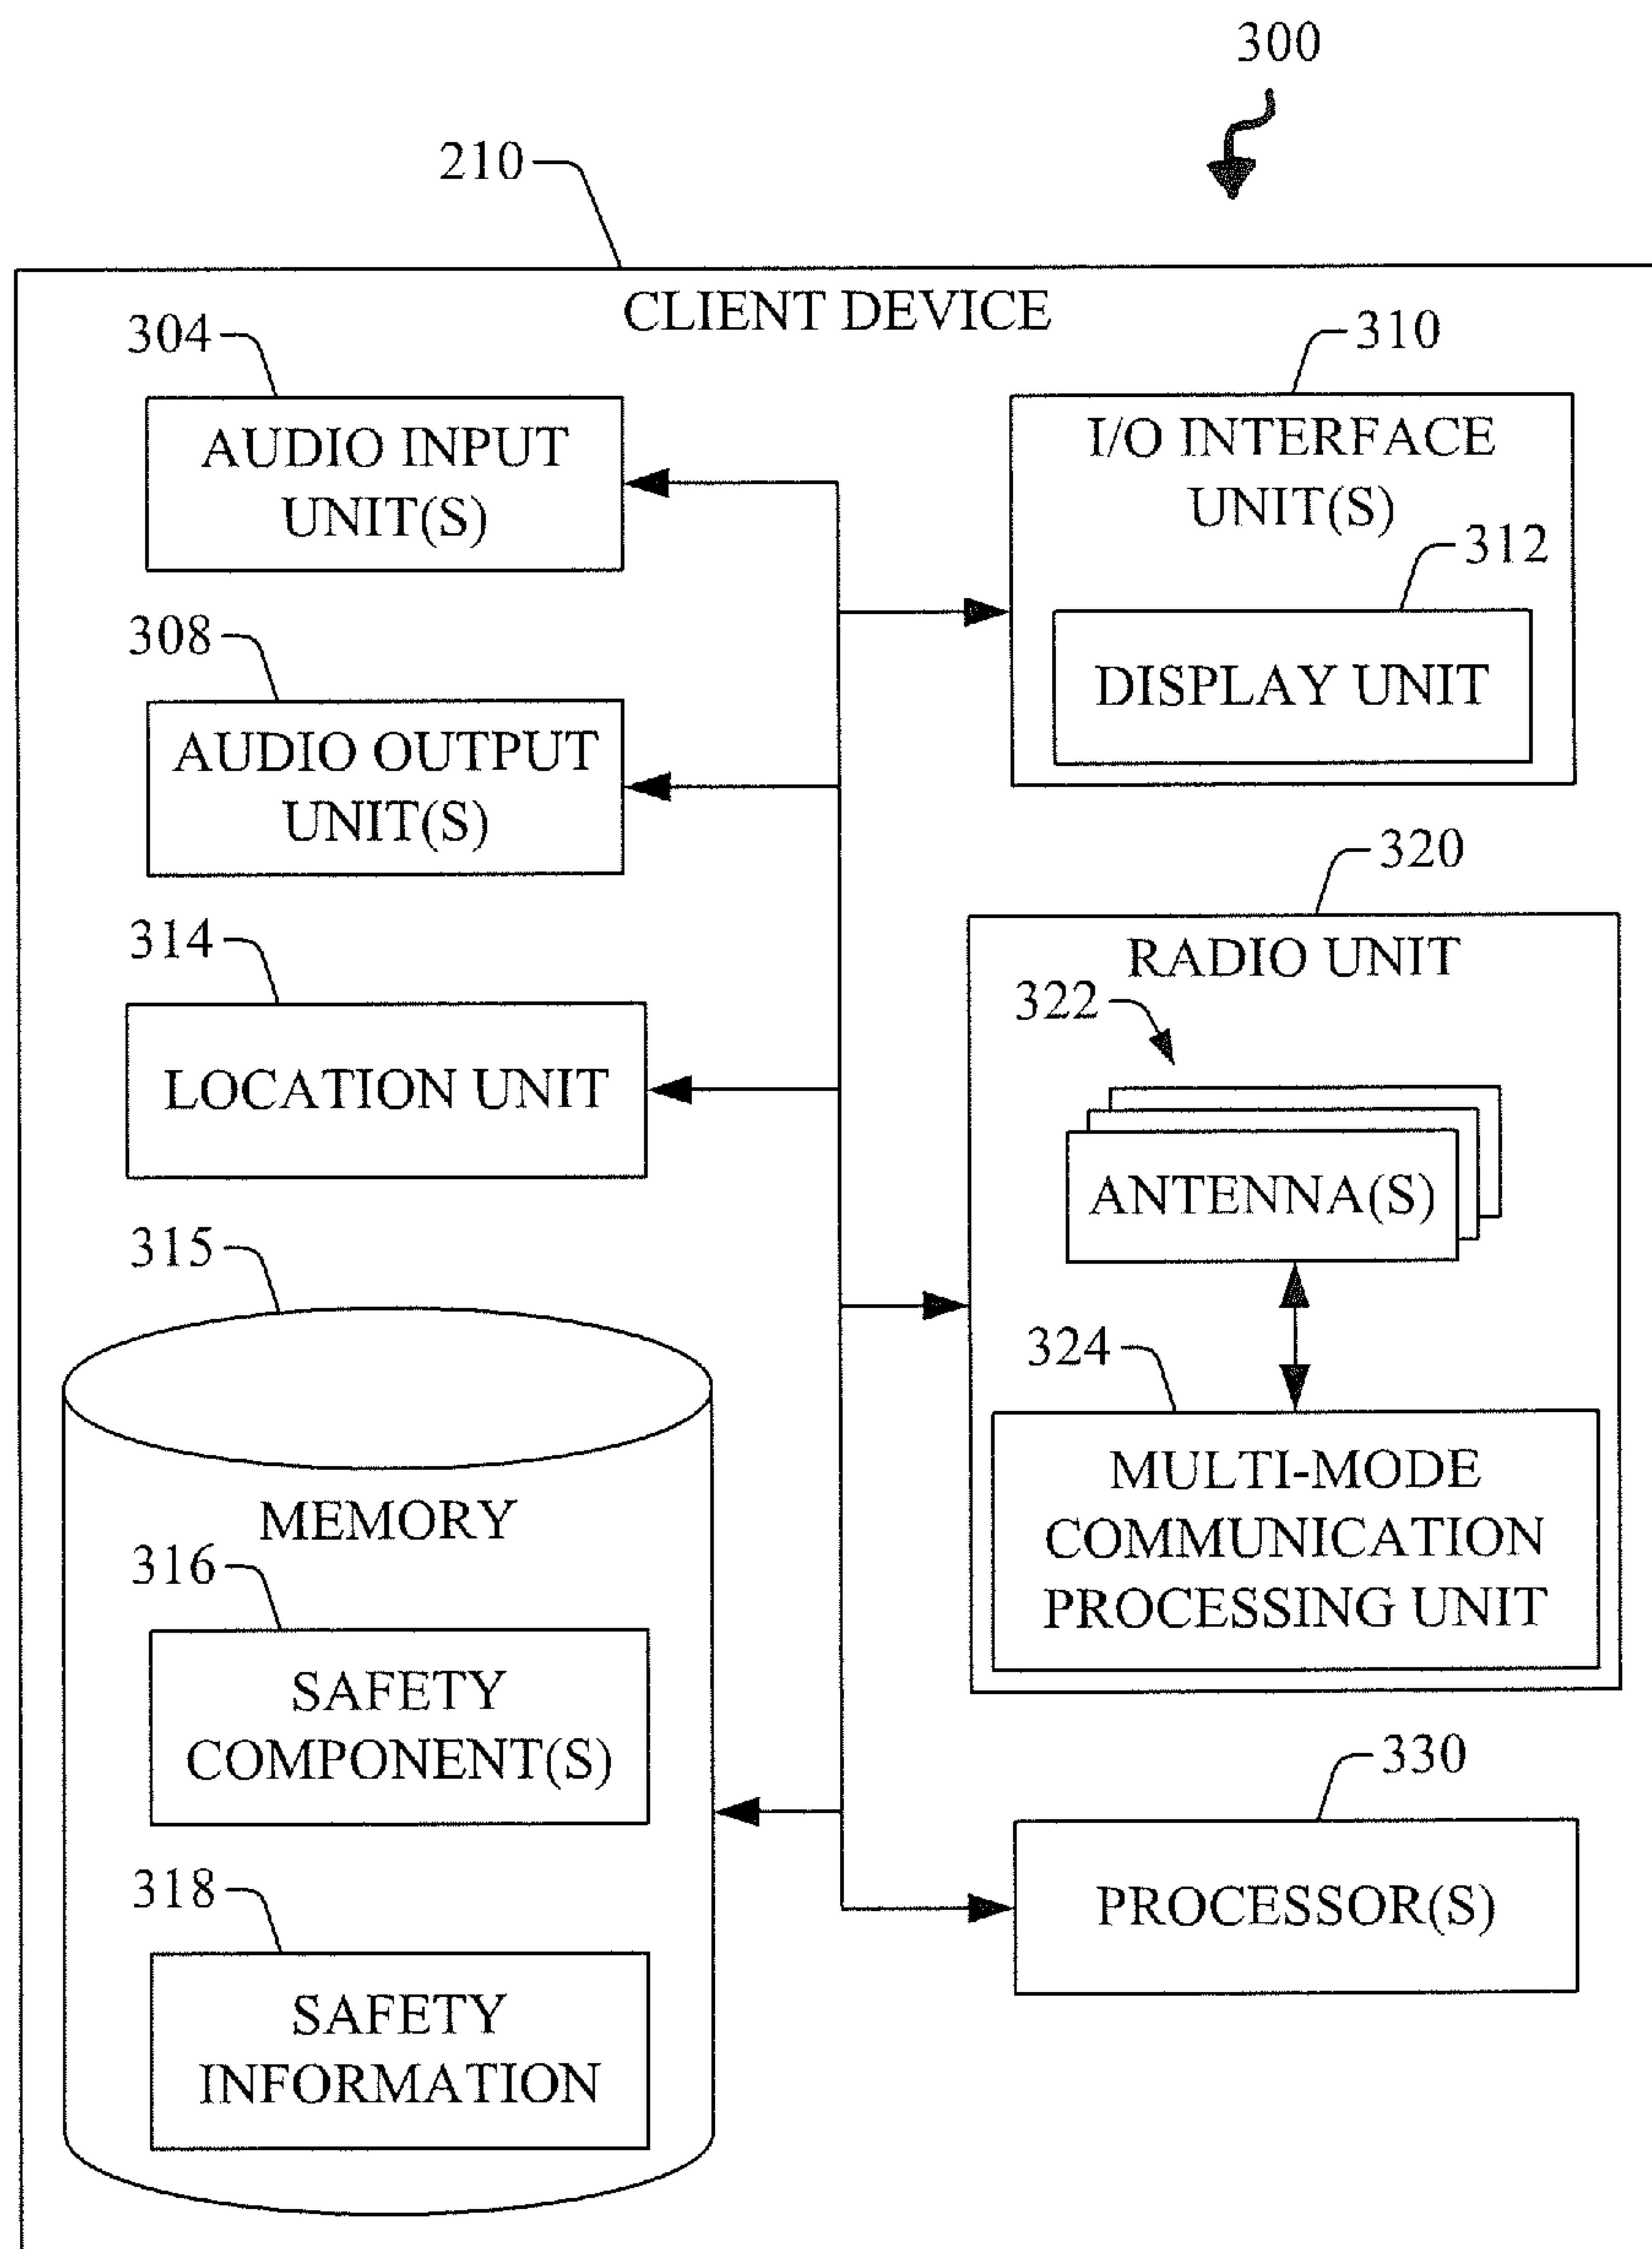 300
210
CLIENT DEVICE
304
AUDIO INPUT
UNIT(S)
310
I/O INTERFACE
UNIT(S)
312
DISPLAY UNIT
308
AUDIO OUTPUT
UNIT(S)
314
LOCATION UNIT
320
RADIO UNIT
322
ANTENNA(S)
324
MULTI-MODE
COMMUNICATION
PROCESSING UNIT
315
MEMORY
316
SAFETY
COMPONENT(S)
318
SAFETY
INFORMATION
330
PROCESSOR(S)